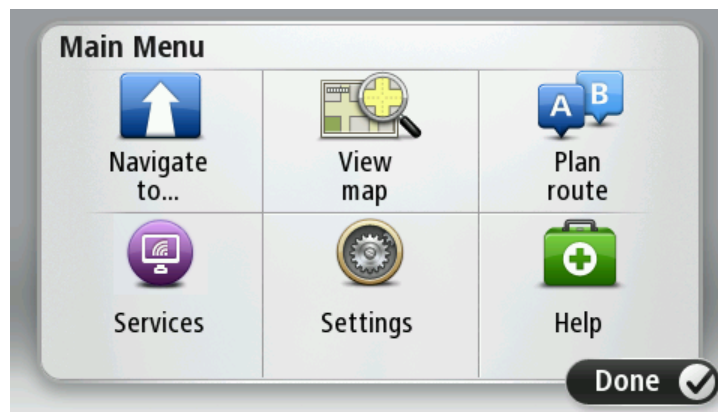 Main Menu
A B
Navigate
to...
View
map
Plan
route
Services
Settings
Help
Done